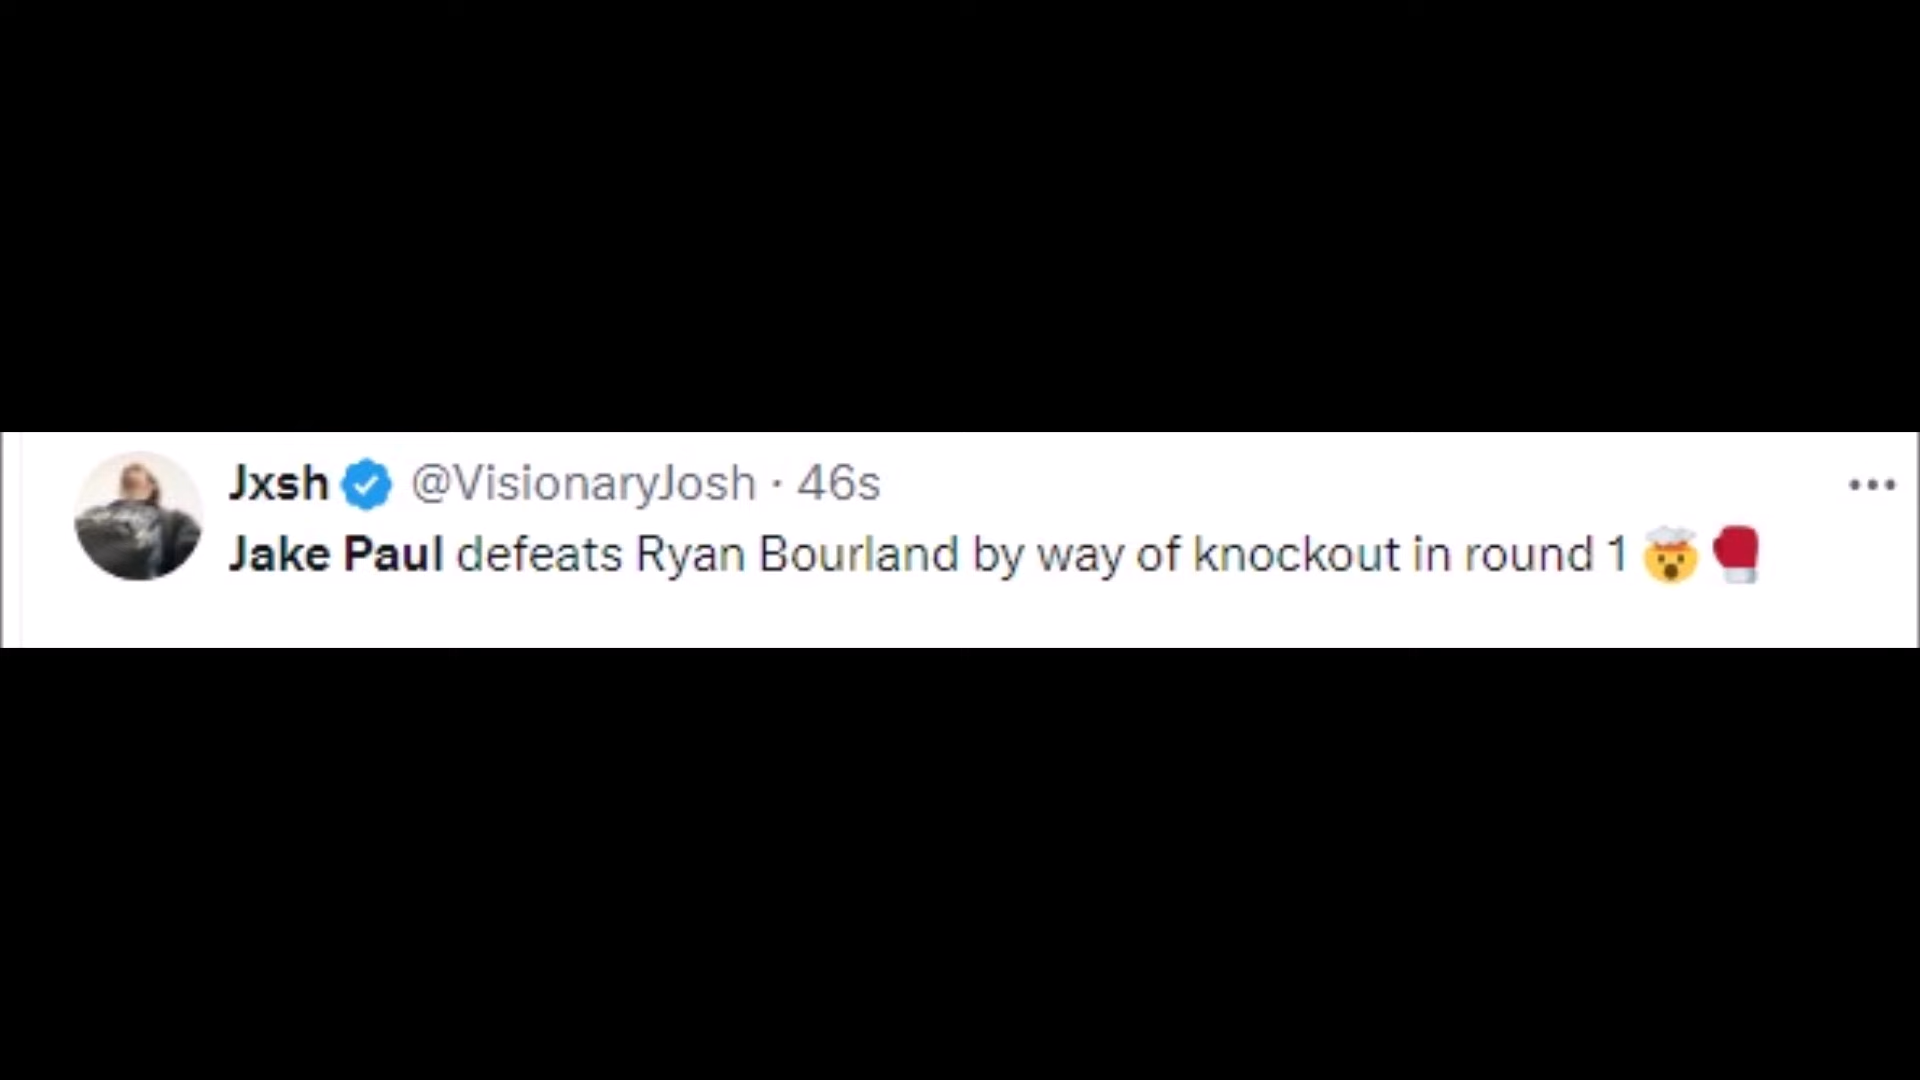 Jxsh @VisionaryJosh · 46s
Jake Paul defeats Ryan Bourland by way of knockout in round 1 🤯🥊